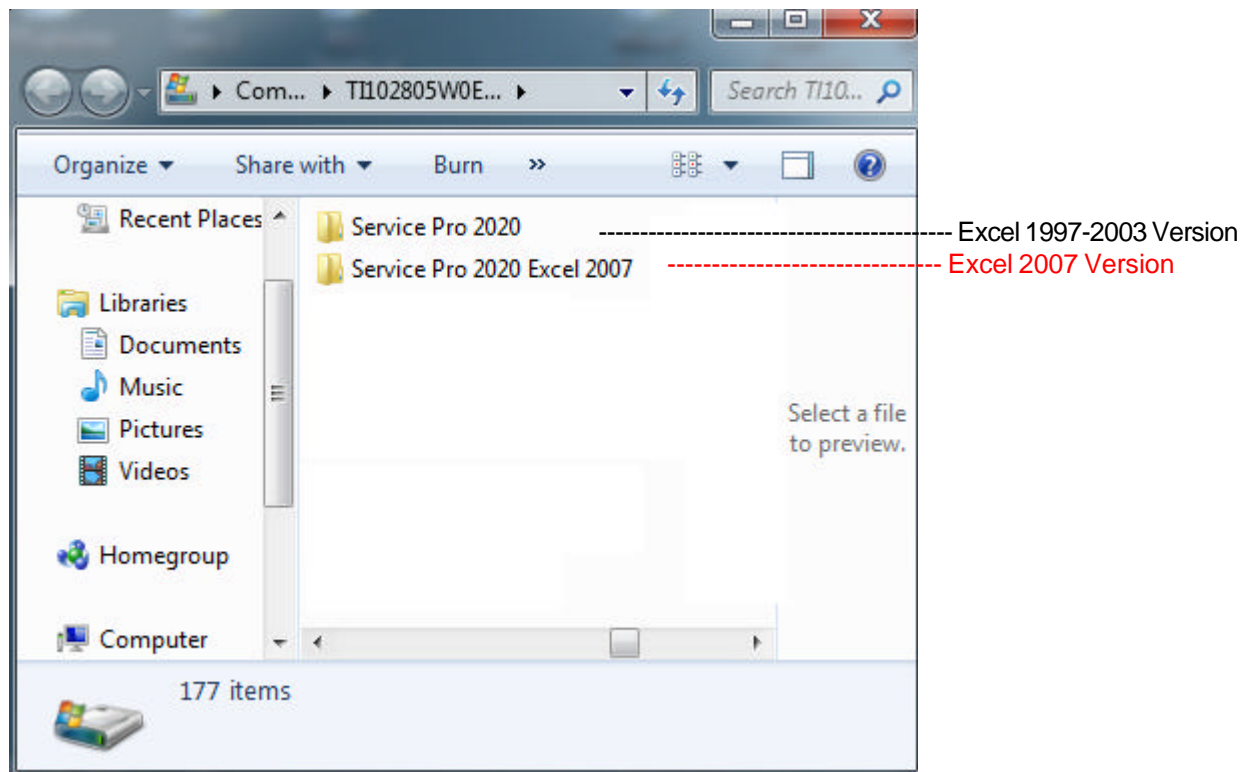 Com... TI102805W0E... Search TI10...
Organize Share with Burn »
Recent Places
Libraries
Documents
Music
Pictures
Videos
Homegroup
Computer
Service Pro 2020 ---------------------------------------- Excel 1997-2003 Version
Service Pro 2020 Excel 2007 ------------------------------- Excel 2007 Version
Select a file
to preview.
177 items